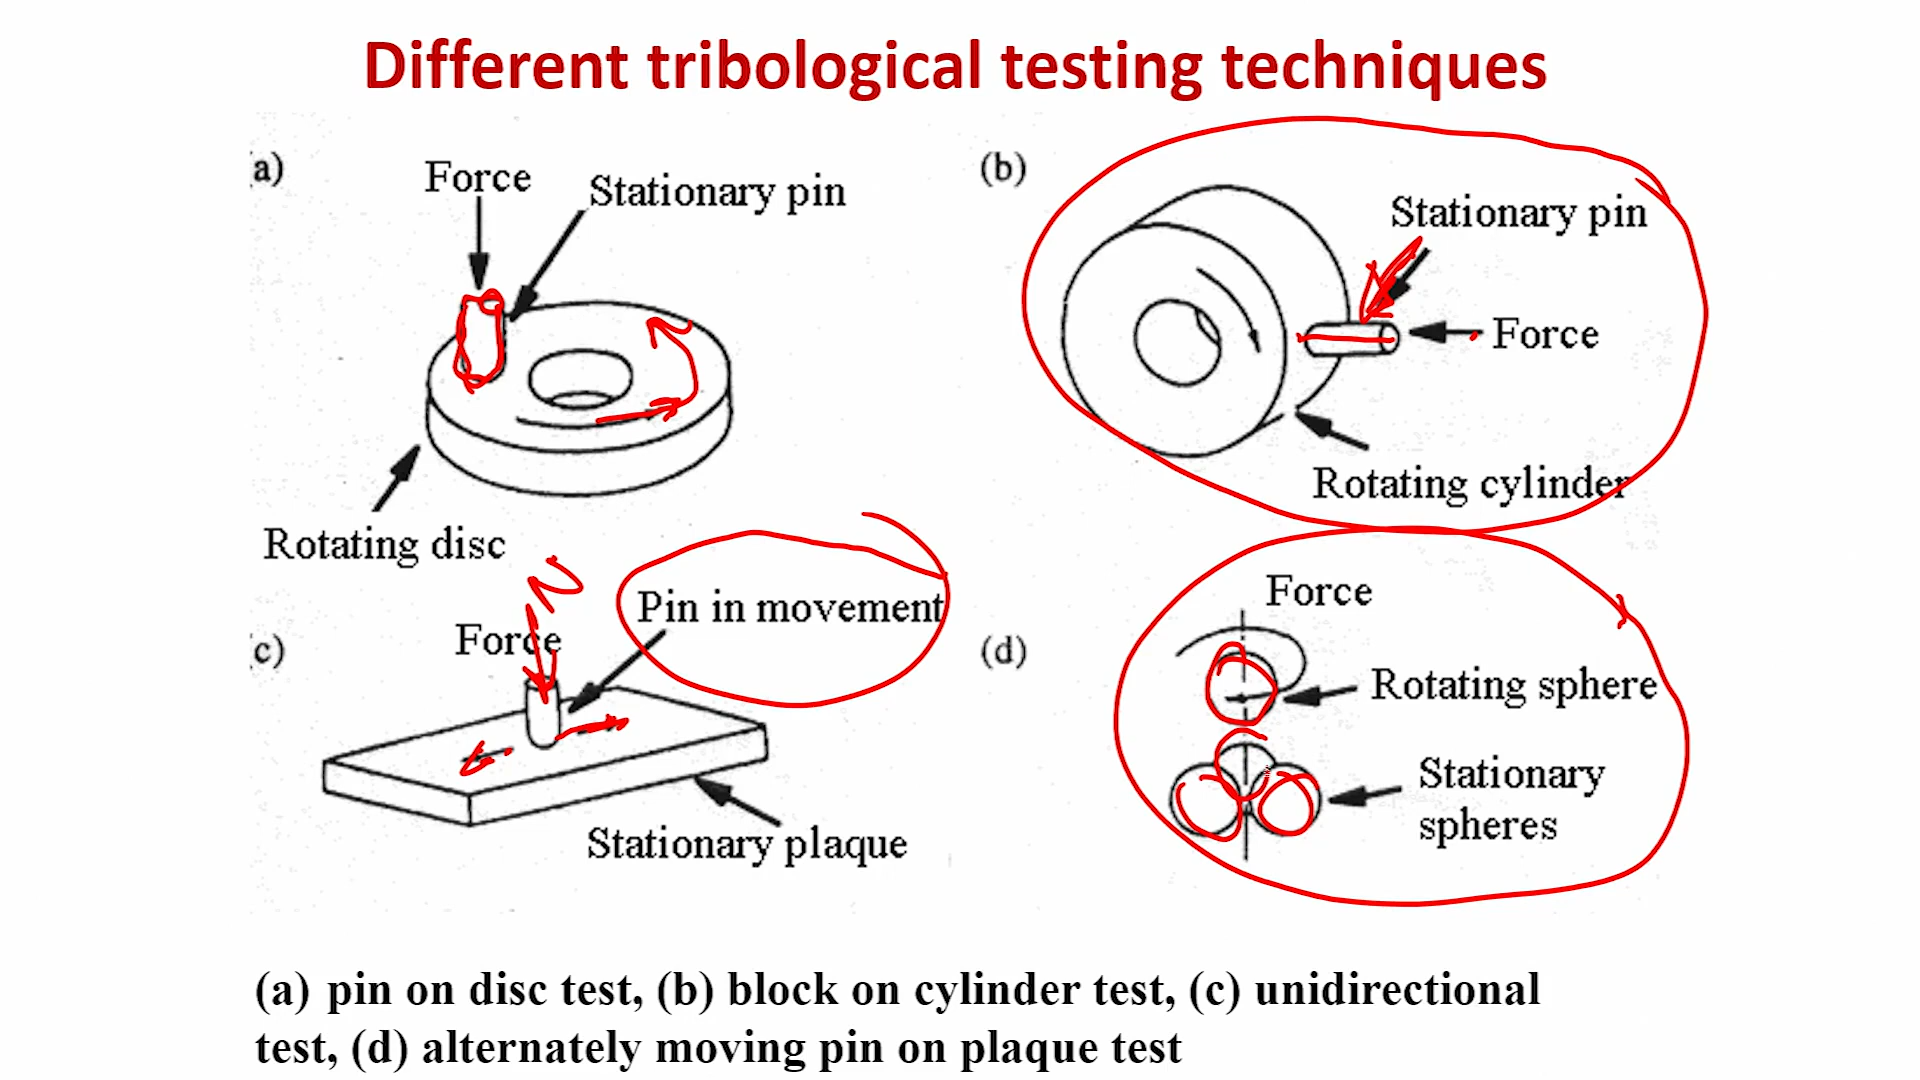 Different tribological testing techniques
(a)
Force
Stationary pin
Rotating disc
(b)
Stationary pin
Force
Rotating cylinder
(c)
N
Force
Pin in movement
Stationary plaque
(d)
Force
Rotating sphere
Stationary
spheres
(a) pin on disc test, (b) block on cylinder test, (c) unidirectional
test, (d) alternately moving pin on plaque test